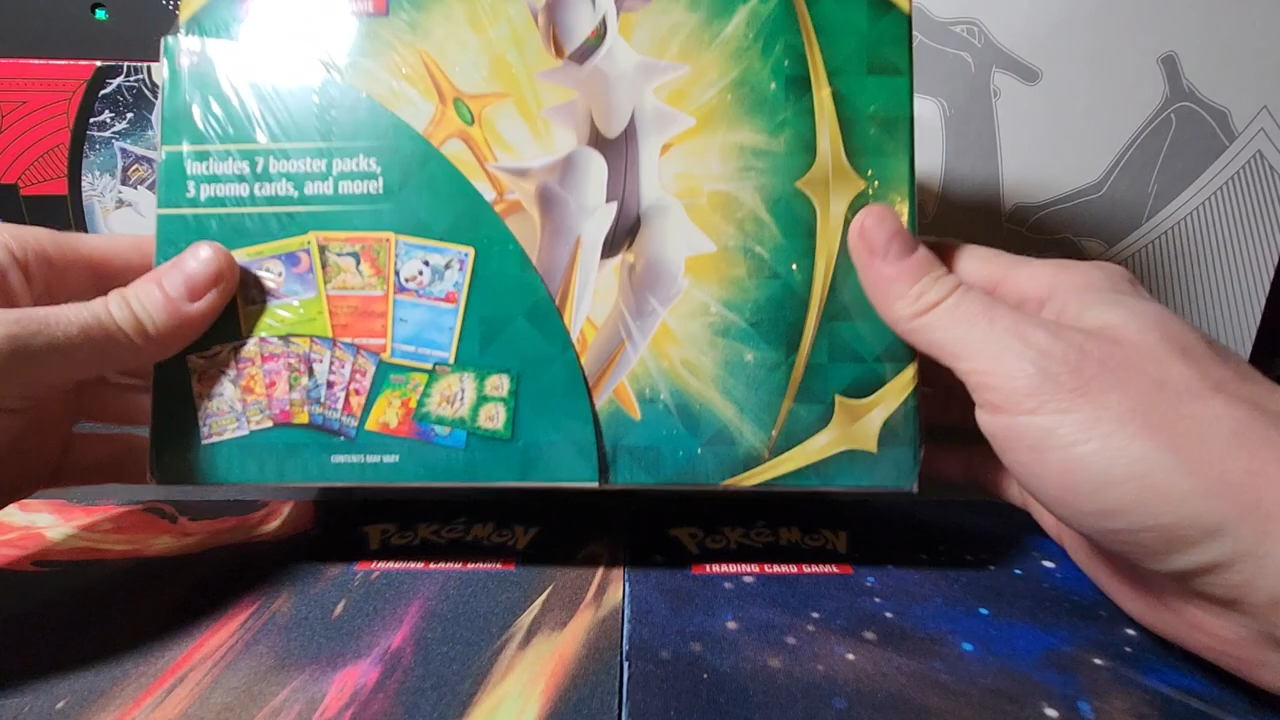 Includes 7 booster packs,
3 promo cards, and more!
CONTENTS MAY VARY
POKéMON
TRADING CARD GAME
POKéMON
TRADING CARD GAME